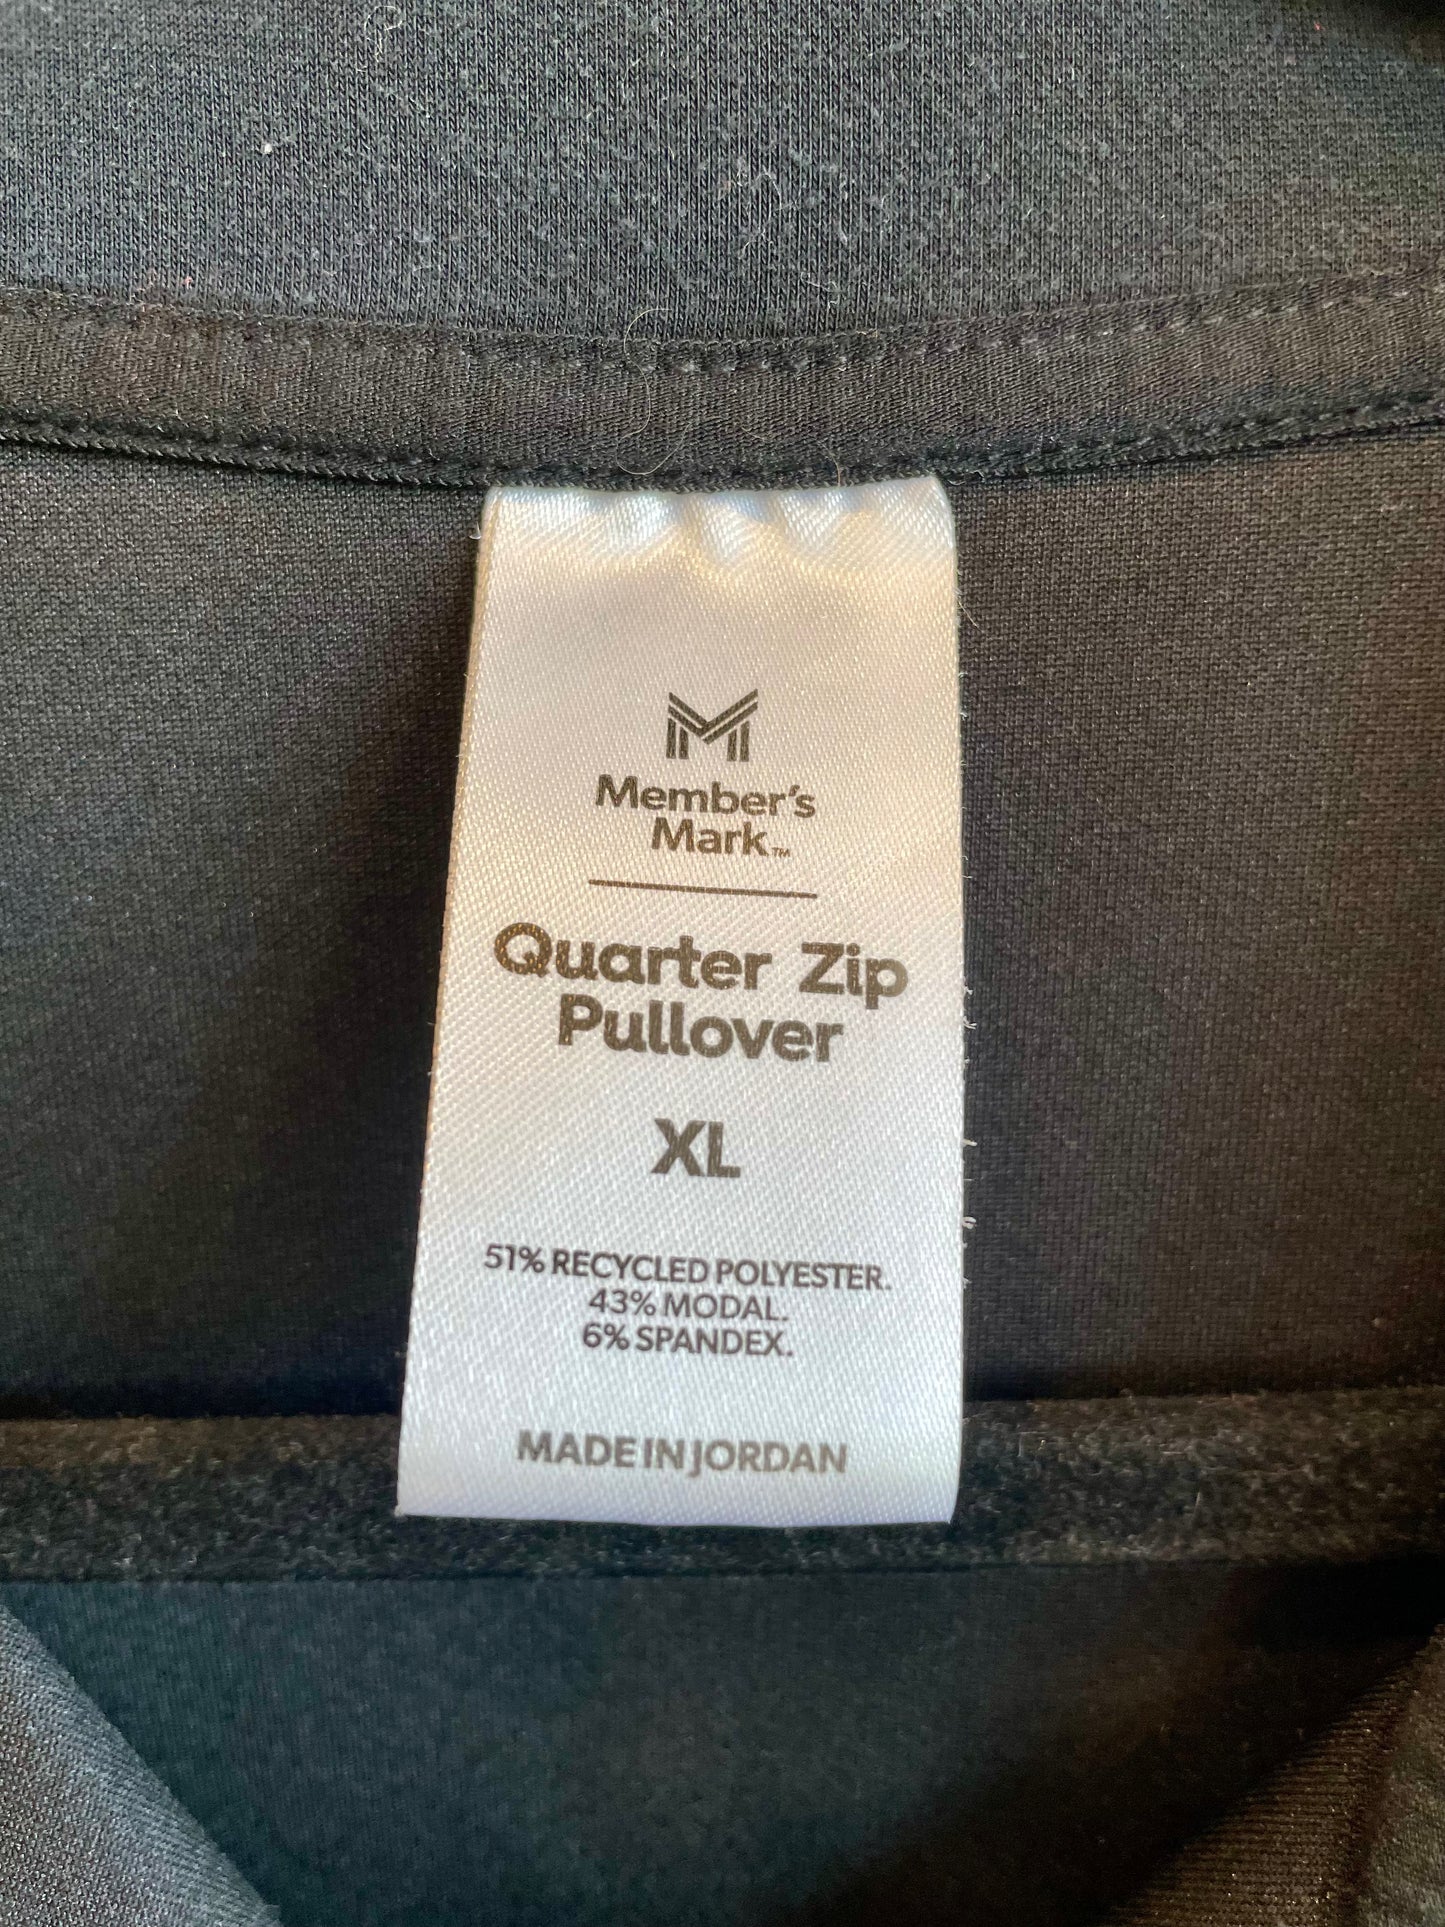 Member's
Mark™
Quarter Zip
Pullover
XL
51% RECYCLED POLYESTER.
43% MODAL.
6% SPANDEX.
MADE IN JORDAN